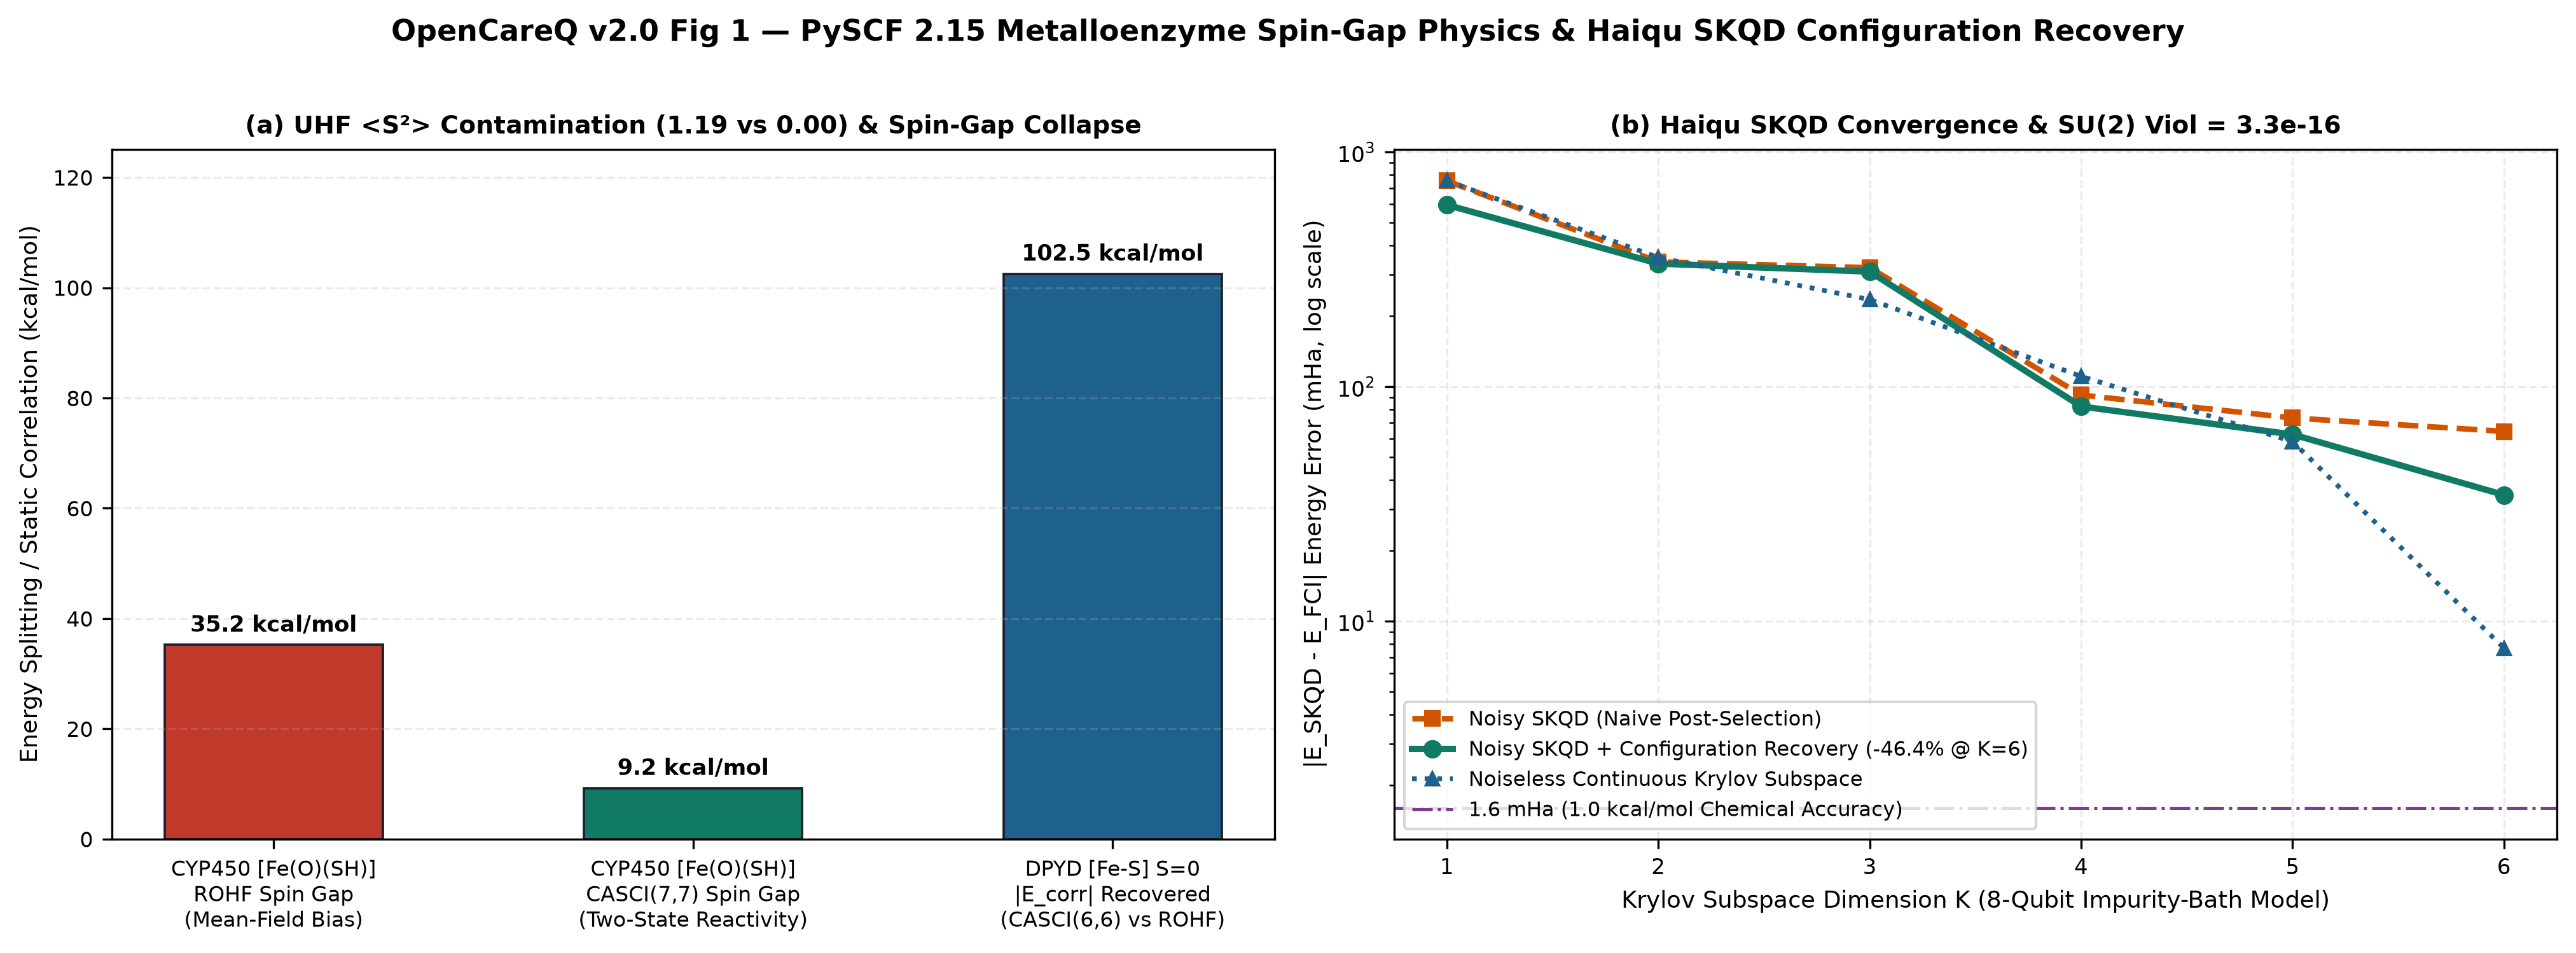 OpenCareQ v2.0 Fig 1 — PySCF 2.15 Metalloenzyme Spin-Gap Physics & Haiqu SKQD Configuration Recovery
(a) UHF <S²> Contamination (1.19 vs 0.00) & Spin-Gap Collapse
Energy Splitting / Static Correlation (kcal/mol)
120
100
80
60
40
20
0
35.2 kcal/mol
9.2 kcal/mol
102.5 kcal/mol
CYP450 [Fe(O)(SH)]
ROHF Spin Gap
(Mean-Field Bias)
CYP450 [Fe(O)(SH)]
CASCI(7,7) Spin Gap
(Two-State Reactivity)
DPYD [Fe-S] S=0
|E_corr| Recovered
(CASCI(6,6) vs ROHF)
(b) Haiqu SKQD Convergence & SU(2) Viol = 3.3e-16
|E_SKQD - E_FCI| Energy Error (mHa, log scale)
10³
10²
10¹
Noisy SKQD (Naive Post-Selection)
Noisy SKQD + Configuration Recovery (-46.4% @ K=6)
Noiseless Continuous Krylov Subspace
1.6 mHa (1.0 kcal/mol Chemical Accuracy)
1
2
3
4
5
6
Krylov Subspace Dimension K (8-Qubit Impurity-Bath Model)